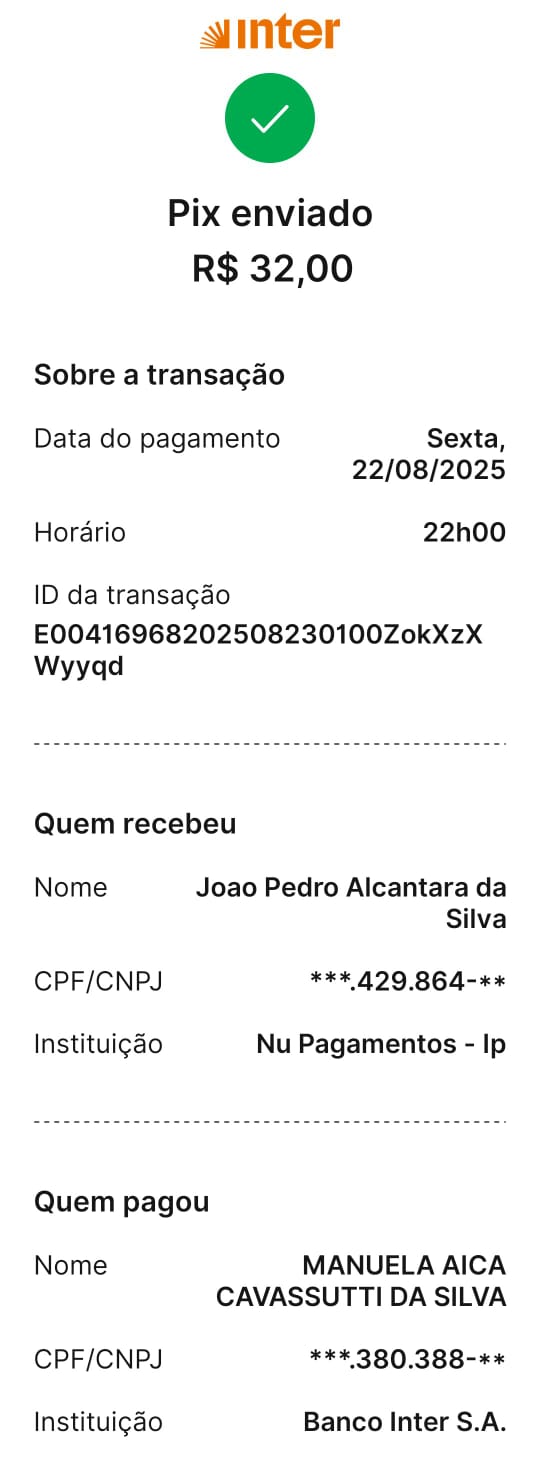 inter
Pix enviado
R$ 32,00
Sobre a transação
Data do pagamento Sexta,
22/08/2025
Horário 22h00
ID da transação
E00416968202508230100ZokXzX
Wyyqd
Quem recebeu
Nome Joao Pedro Alcantara da
Silva
CPF/CNPJ ***.429.864-**
Instituição Nu Pagamentos - Ip
Quem pagou
Nome MANUELA AICA
CAVASSUTTI DA SILVA
CPF/CNPJ ***.380.388-**
Instituição Banco Inter S.A.